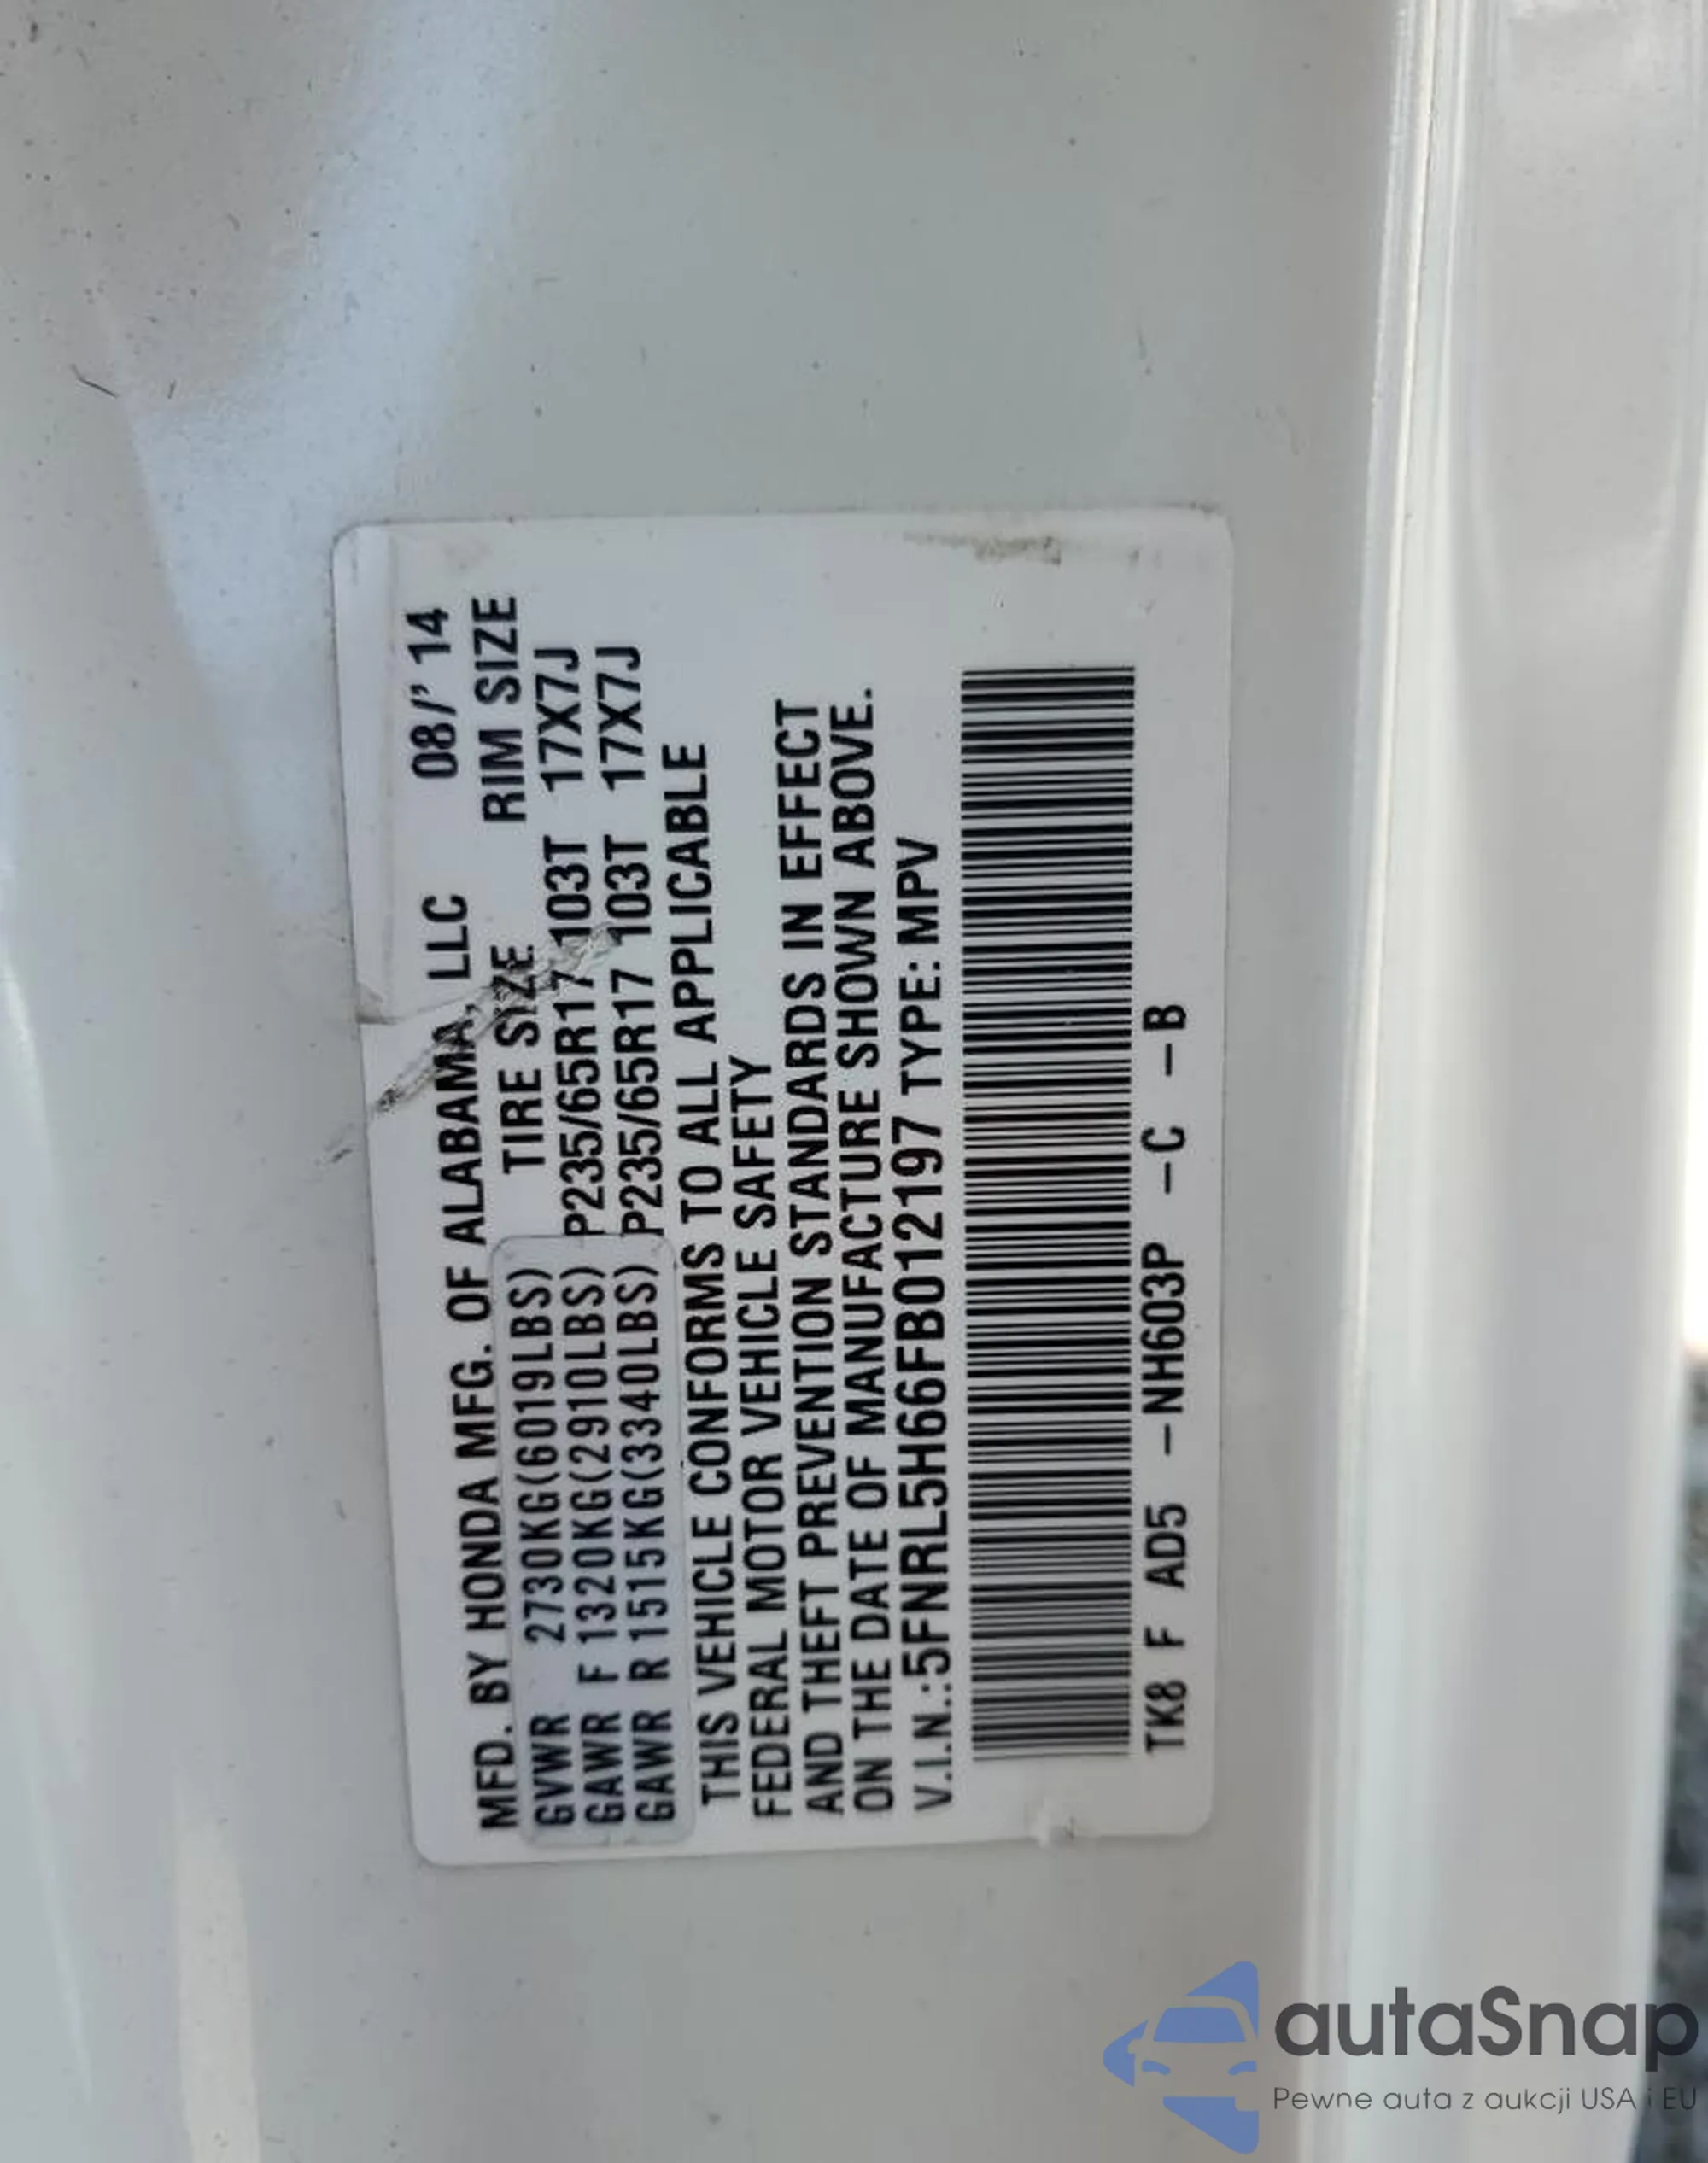 MFD. BY HONDA MFG. OF ALABAMA, LLC 08/'14
TIRE SIZE RIM SIZE
GVWR 2730KG(6019LBS) P235/65R17 103T 17X7J
GAWR F 1320KG(2910LBS) P235/65R17 103T 17X7J
GAWR R 1515KG(3340LBS)
THIS VEHICLE CONFORMS TO ALL APPLICABLE
FEDERAL MOTOR VEHICLE SAFETY
AND THEFT PREVENTION STANDARDS IN EFFECT
ON THE DATE OF MANUFACTURE SHOWN ABOVE.
V.I.N.:5FNRL5H66FB012197 TYPE: MPV
TK8 F AD5 -NH603P -C -B
autaSnap
Pewne auta z aukcji USA i EU